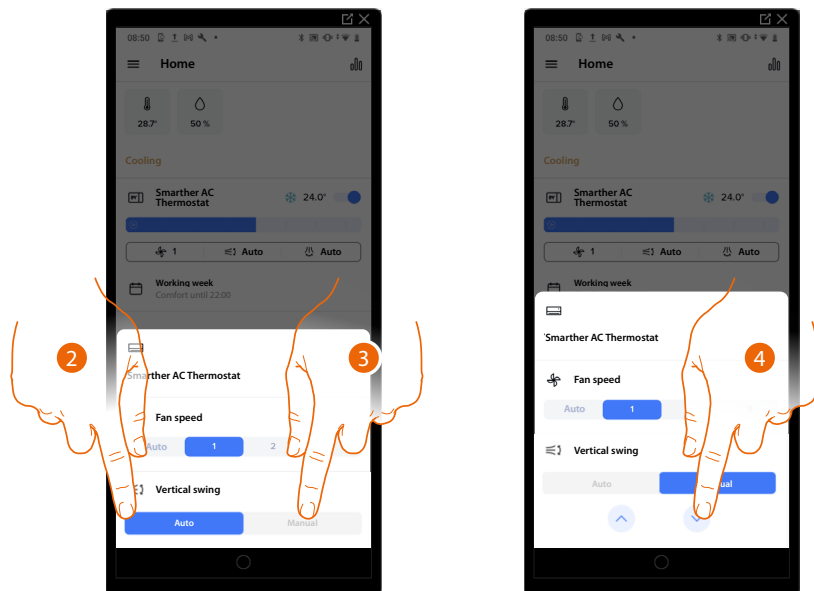 08:50
Home
28.7°
50 %
Cooling
Smarther AC
Thermostat
24.0°
1
Auto
Auto
Working week
Comfort until 22:00
Smarther AC Thermostat
Fan speed
Auto
1
2
Vertical swing
Auto
Manual
2
3
08:50
Home
28.7°
50 %
Cooling
Smarther AC
Thermostat
24.0°
1
Auto
Auto
Working week
Smarther AC Thermostat
Fan speed
Auto
1
Vertical swing
Auto
ual
4